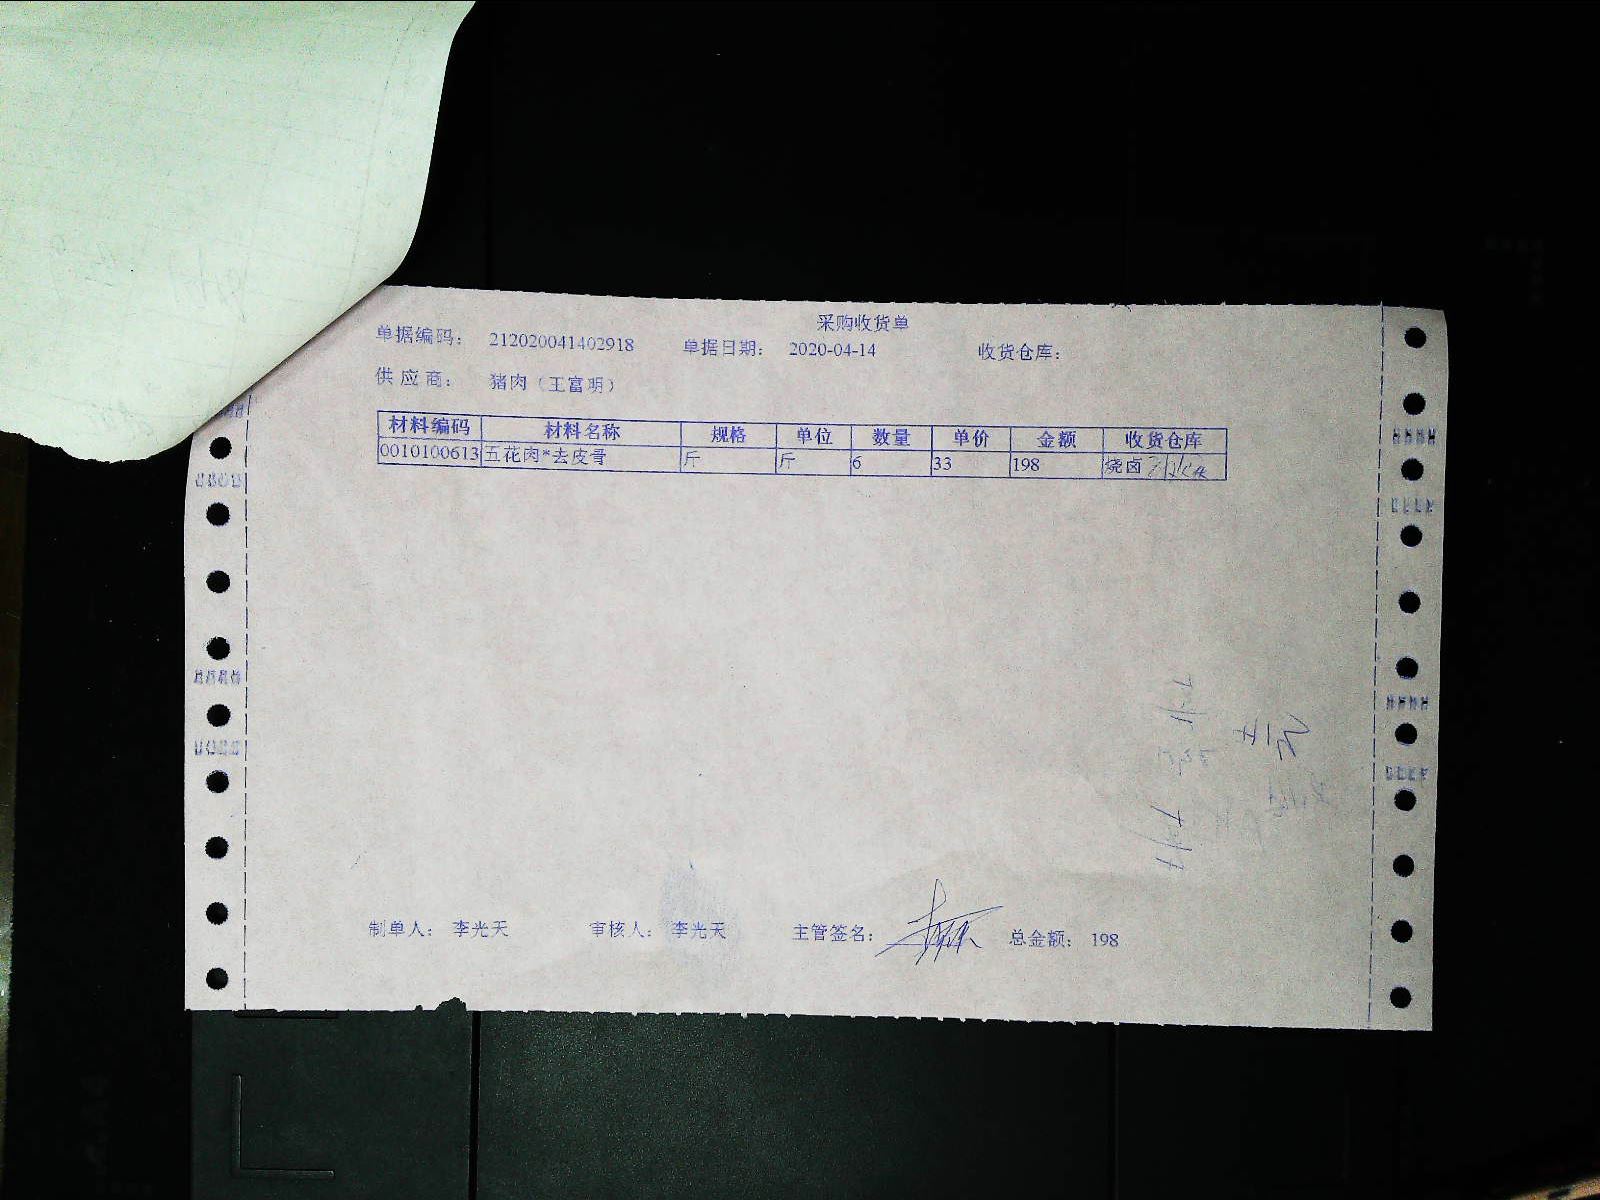 采购收货单
单据编码： 212020041402918 单据日期： 2020-04-14 收货仓库：
供 应 商： 猪肉（王富明）
材料编码 材料名称 规格 单位 数量 单价 金额 收货仓库
0010100613 五花肉*去皮骨 斤 斤 6 33 198 烧卤
制单人： 李光天 审核人： 李光天 主管签名： 总金额： 198